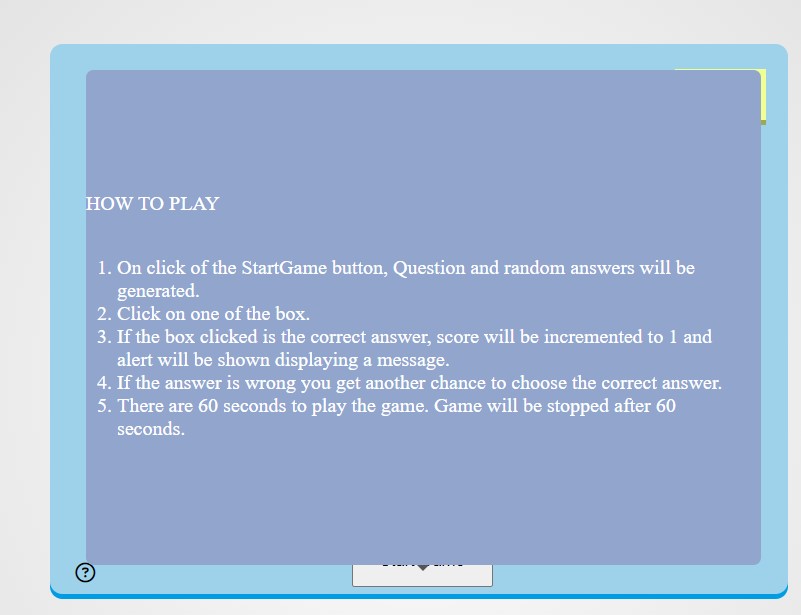 HOW TO PLAY
1. On click of the StartGame button, Question and random answers will be
generated.
2. Click on one of the box.
3. If the box clicked is the correct answer, score will be incremented to 1 and
alert will be shown displaying a message.
4. If the answer is wrong you get another chance to choose the correct answer.
5. There are 60 seconds to play the game. Game will be stopped after 60
seconds.
?